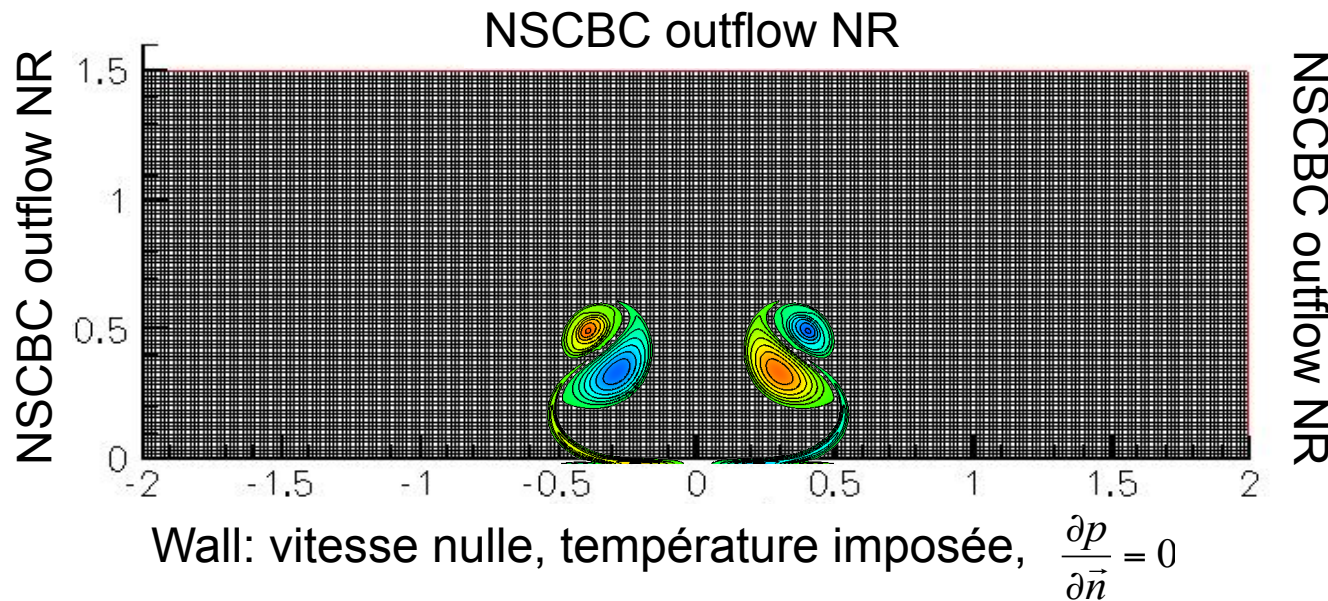 NSCBC outflow NR
NSCBC outflow NR
NSCBC outflow NR
1.5
1
0.5
0
-2 -1.5 -1 -0.5 0 0.5 1 1.5 2
Wall: vitesse nulle, température imposée, ∂p/∂n⃗ = 0